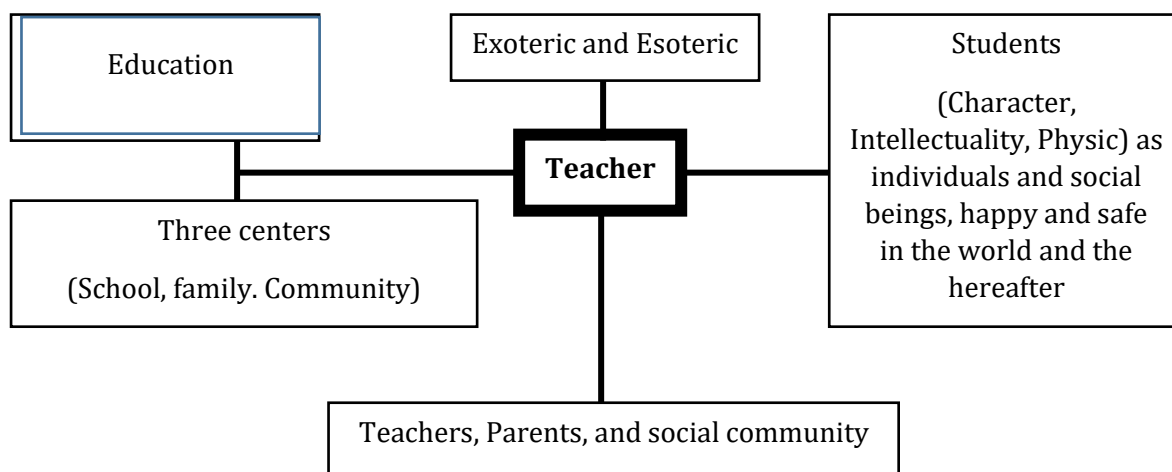 Education
Exoteric and Esoteric
Students
(Character,
Intellectuality, Physic) as
individuals and social
beings, happy and safe
in the world and the
hereafter
Teacher
Three centers
(School, family. Community)
Teachers, Parents, and social community